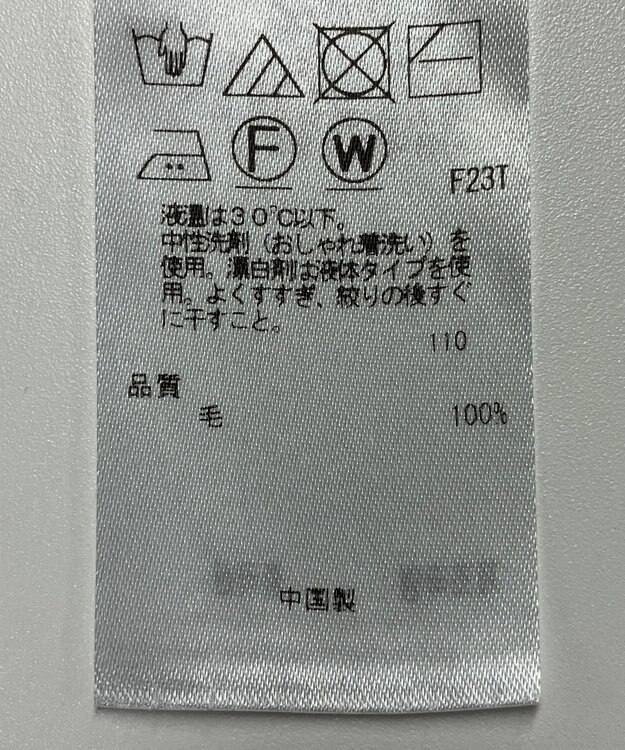 F
W
F23T
液温は30℃以下。
中性洗剤（おしゃれ着洗い）を
使用。漂白剤は液体タイプを使
用。よくすすぎ、絞りの後すぐ
に干すこと。
110
品質
毛 100%
中国製